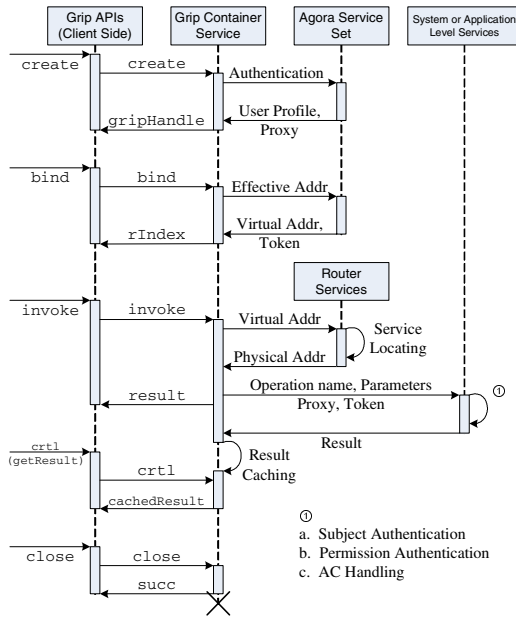 Grip APIs
(Client Side)
Grip Container
Service
Agora Service
Set
System or Application
Level Services
create
create
Authentication
User Profile,
gripHandle
Proxy
bind
bind
Effective Addr
Virtual Addr,
rIndex
Token
Router
Services
invoke
invoke
Virtual Addr
Service
Locating
Physical Addr
Operation name, Parameters
①
result
Proxy, Token
Result
crtl
(getResult)
Result
Caching
crtl
cachedResult
①
a. Subject Authentication
b. Permission Authentication
c. AC Handling
close
close
succ